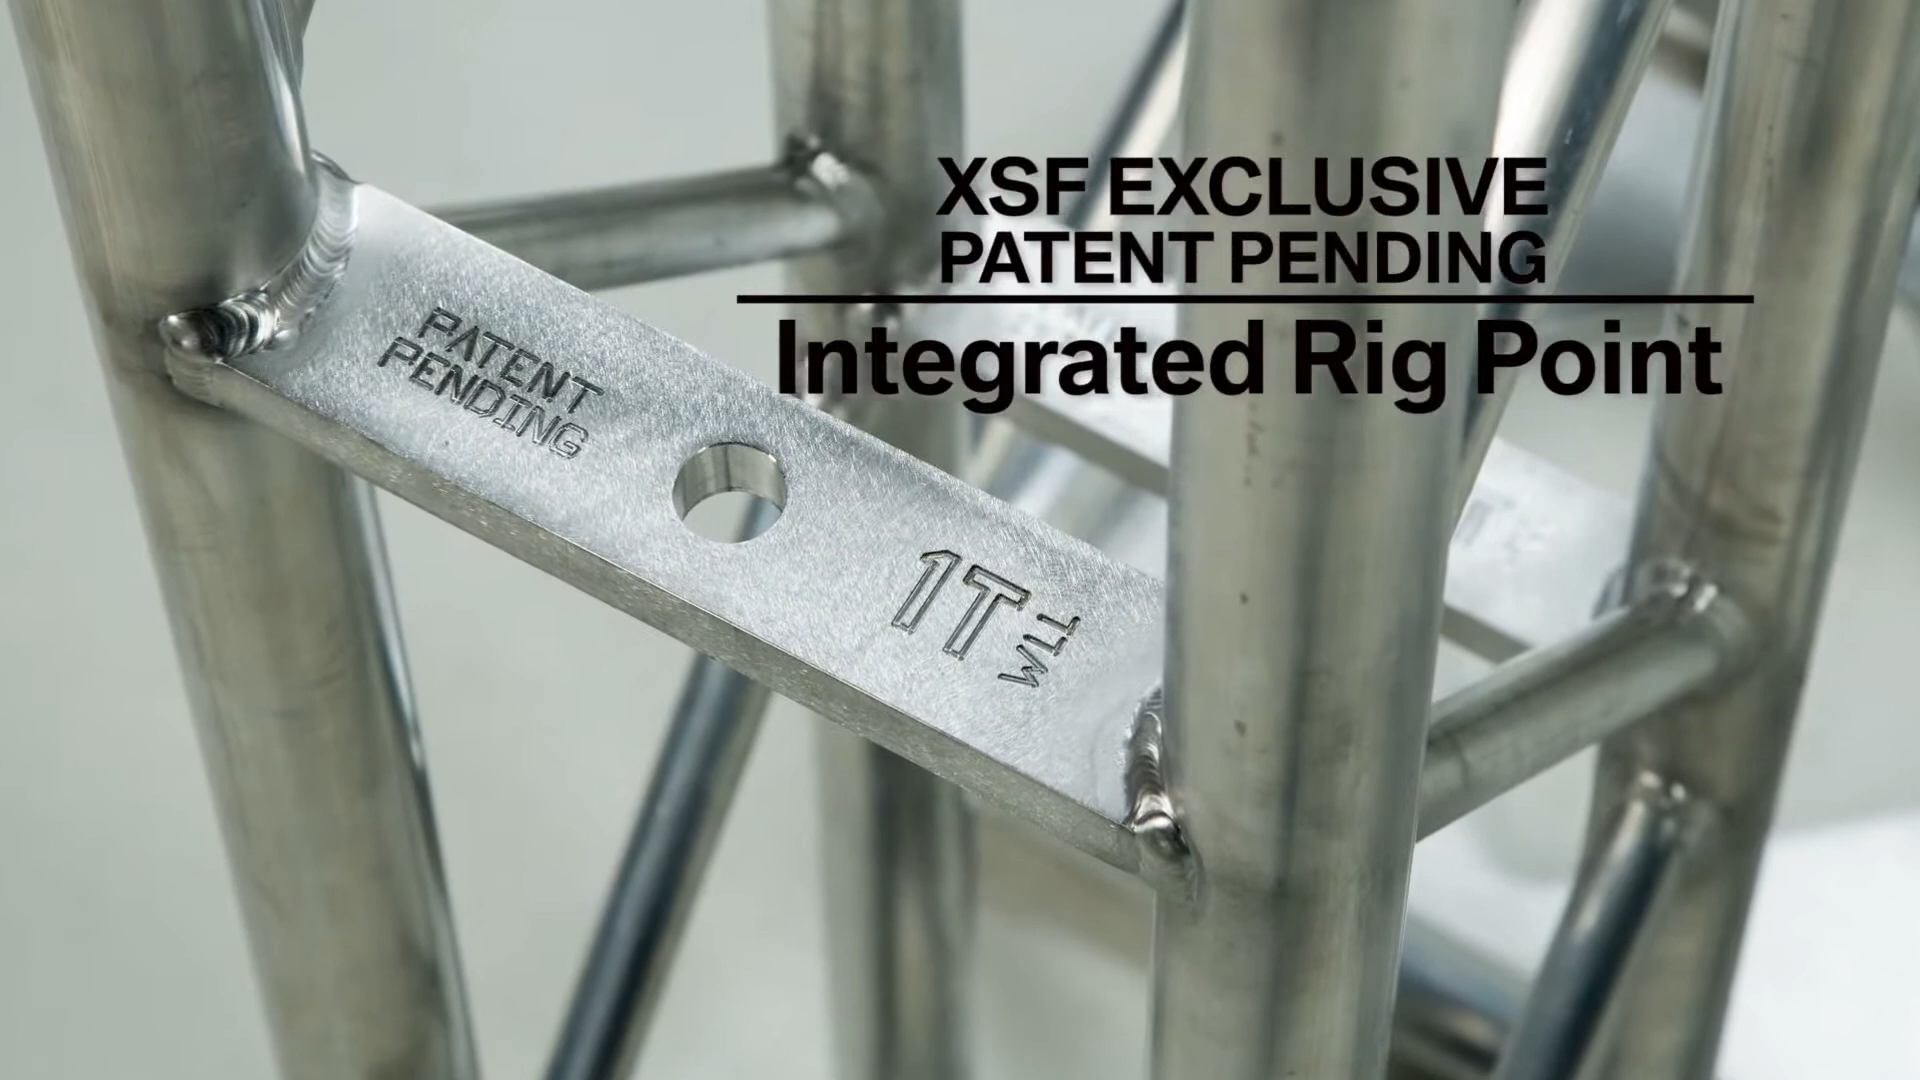 XSF EXCLUSIVE
PATENT PENDING
Integrated Rig Point
PATENT
PENDING
1T WLL